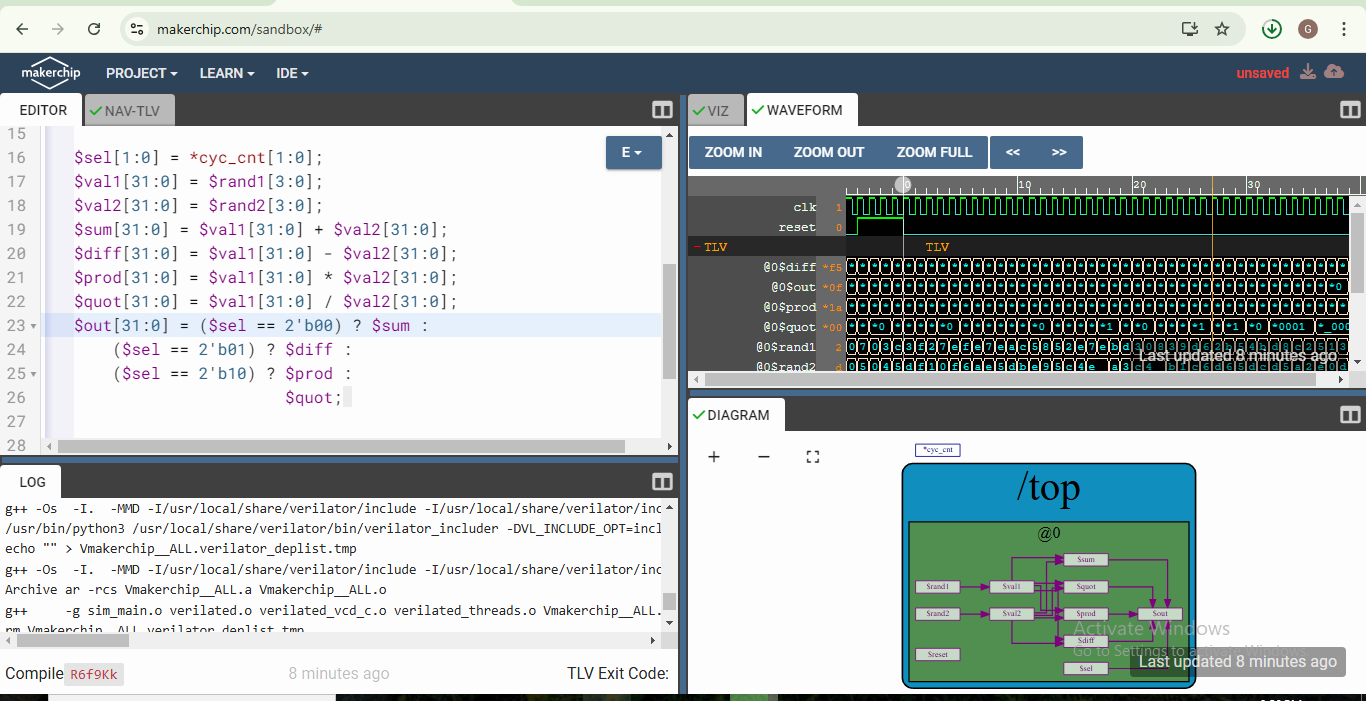 makerchip.com/sandbox/#
G
makerchip
PROJECT
LEARN
IDE
unsaved
EDITOR
NAV-TLV
15
16 $sel[1:0] = *cyc_cnt[1:0];
17 $val1[31:0] = $rand1[3:0];
18 $val2[31:0] = $rand2[3:0];
19 $sum[31:0] = $val1[31:0] + $val2[31:0];
20 $diff[31:0] = $val1[31:0] - $val2[31:0];
21 $prod[31:0] = $val1[31:0] * $val2[31:0];
22 $quot[31:0] = $val1[31:0] / $val2[31:0];
23 $out[31:0] = ($sel == 2'b00) ? $sum :
24 ($sel == 2'b01) ? $diff :
25 ($sel == 2'b10) ? $prod :
26 $quot;
27
28
E
LOG
g++ -Os -I. -MMD -I/usr/local/share/verilator/include -I/usr/local/share/verilator/inc
/usr/bin/python3 /usr/local/share/verilator/bin/verilator_includer -DVL_INCLUDE_OPT=incl
echo "" > Vmakerchip__ALL.verilator_deplist.tmp
g++ -Os -I. -MMD -I/usr/local/share/verilator/include -I/usr/local/share/verilator/inc
Archive ar -rcs Vmakerchip__ALL.a Vmakerchip__ALL.o
g++ -g sim_main.o verilated.o verilated_vcd_c.o verilated_threads.o Vmakerchip__ALL.
rm Vmakerchip__ALL.verilator_deplist.tmp
Compile R6f9Kk
8 minutes ago
TLV Exit Code:
VIZ
WAVEFORM
ZOOM IN
ZOOM OUT
ZOOM FULL
<<
>>
0 10 20 30
clk 1
reset 0
- TLV TLV
@0$diff *f5
@0$out *0f
@0$prod *1a
@0$quot *00
@0$rand1 2
@0$rand2 d
Last updated 8 minutes ago
DIAGRAM
+
−
*cyc_cnt
/top
@0
$sum
$rand1 $val1 $quot
$rand2 $val2 $prod $out
$diff
$reset
$sel
Activate Windows
Go to Settings to activate Windows.
Last updated 8 minutes ago